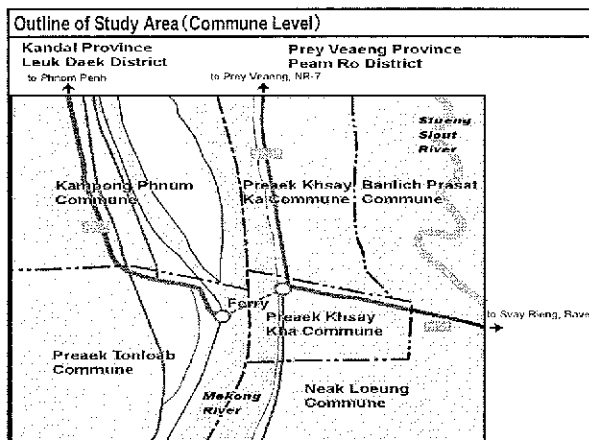 Outline of Study Area (Commune Level)
Kandal Province
Leuk Daek District
to Phnom Penh
Prey Veaeng Province
Peam Ro District
to Prey Veaeng, NR-7
Stueng
Slout
River
Kampong Phnum
Commune
Preaek Khsay
Ka Commune
Banlich Prasat
Commune
Ferry
Preaek Khsay
Kha Commune
to Svay Rieng, Bave
Preaek Tonloab
Commune
Mekong
River
Neak Loeung
Commune